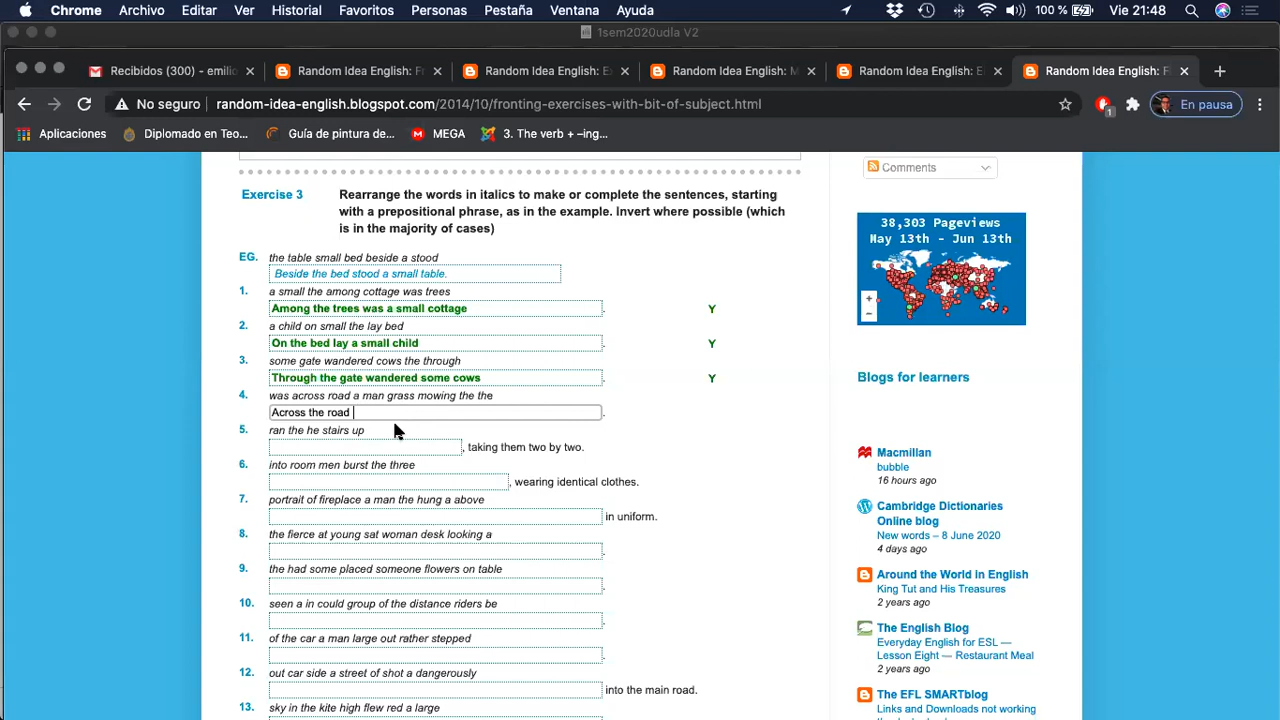 Chrome Archivo Editar Ver Historial Favoritos Personas Pestaña Ventana Ayuda 100 % Vie 21:48
1sem2020udla V2
Recibidos (300) - emilio Random Idea English: F Random Idea English: E Random Idea English: M Random Idea English: E Random Idea English: F
No seguro random-idea-english.blogspot.com/2014/10/fronting-exercises-with-bit-of-subject.html 1 En pausa
Aplicaciones Diplomado en Teo... Guía de pintura de... MEGA 3. The verb + –ing...
Comments
Exercise 3 Rearrange the words in italics to make or complete the sentences, starting
with a prepositional phrase, as in the example. Invert where possible (which
is in the majority of cases)
38,303 Pageviews
May 13th - Jun 13th
EG. the table small bed beside a stood
Beside the bed stood a small table.
1. a small the among cottage was trees
Among the trees was a small cottage . Y
2. a child on small the lay bed
On the bed lay a small child . Y
3. some gate wandered cows the through
Through the gate wandered some cows . Y
4. was across road a man grass mowing the the
Across the road .
5. ran the he stairs up
, taking them two by two.
6. into room men burst the three
, wearing identical clothes.
7. portrait of fireplace a man the hung a above
in uniform.
8. the fierce at young sat woman desk looking a
.
9. the had some placed someone flowers on table
.
10. seen a in could group of the distance riders be
.
11. of the car a man large out rather stepped
.
12. out car side a street of shot a dangerously
into the main road.
13. sky in the kite high flew red a large
Blogs for learners
Macmillan
bubble
16 hours ago
Cambridge Dictionaries
Online blog
New words – 8 June 2020
4 days ago
Around the World in English
King Tut and His Treasures
2 years ago
The English Blog
Everyday English for ESL —
Lesson Eight — Restaurant Meal
2 years ago
The EFL SMARTblog
Links and Downloads not working